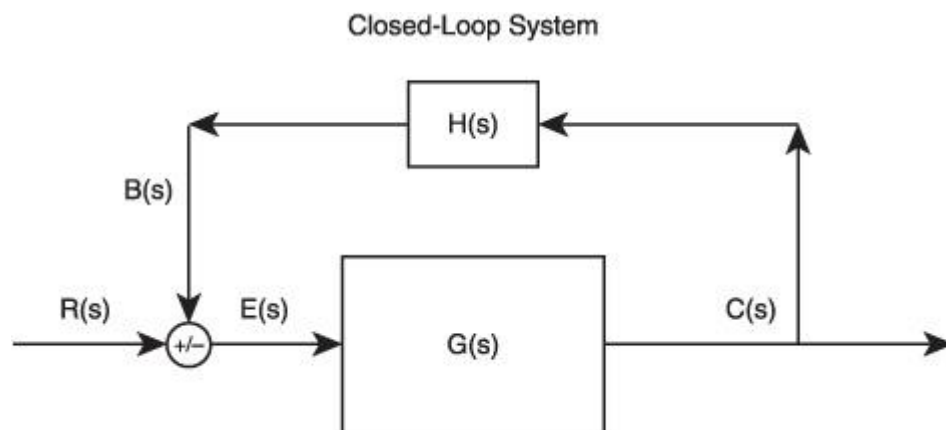 Closed-Loop System
H(s)
B(s)
R(s)
E(s)
C(s)
+/–
G(s)